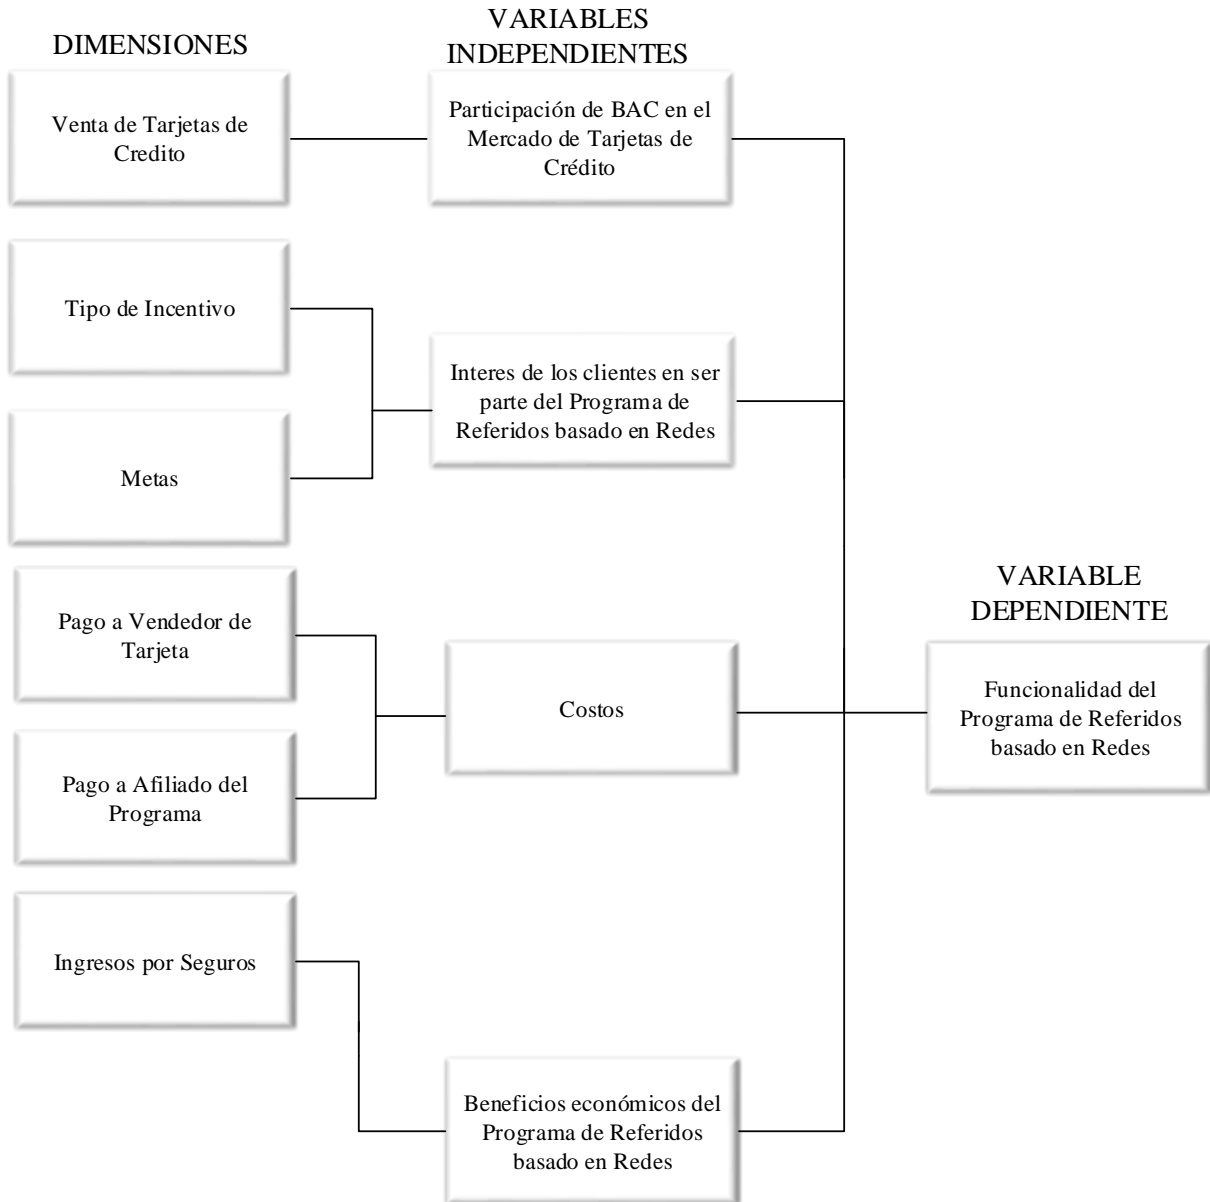 DIMENSIONES
VARIABLES
INDEPENDIENTES
Venta de Tarjetas de
Credito
Participación de BAC en el
Mercado de Tarjetas de
Crédito
Tipo de Incentivo
Interes de los clientes en ser
parte del Programa de
Referidos basado en Redes
Metas
Pago a Vendedor de
Tarjeta
Costos
VARIABLE
DEPENDIENTE
Funcionalidad del
Programa de Referidos
basado en Redes
Pago a Afiliado del
Programa
Ingresos por Seguros
Beneficios económicos del
Programa de Referidos
basado en Redes